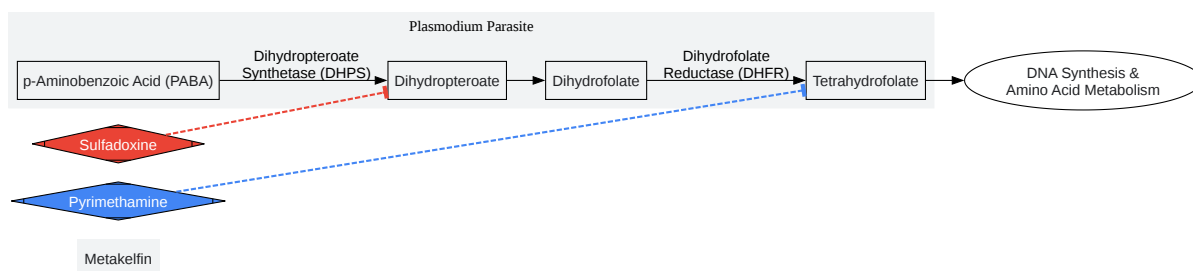 Plasmodium Parasite
p-Aminobenzoic Acid (PABA)
Dihydropteroate
Synthetase (DHPS)
Dihydropteroate
Dihydrofolate
Dihydrofolate
Reductase (DHFR)
Tetrahydrofolate
DNA Synthesis &
Amino Acid Metabolism
Sulfadoxine
Pyrimethamine
Metakelfin